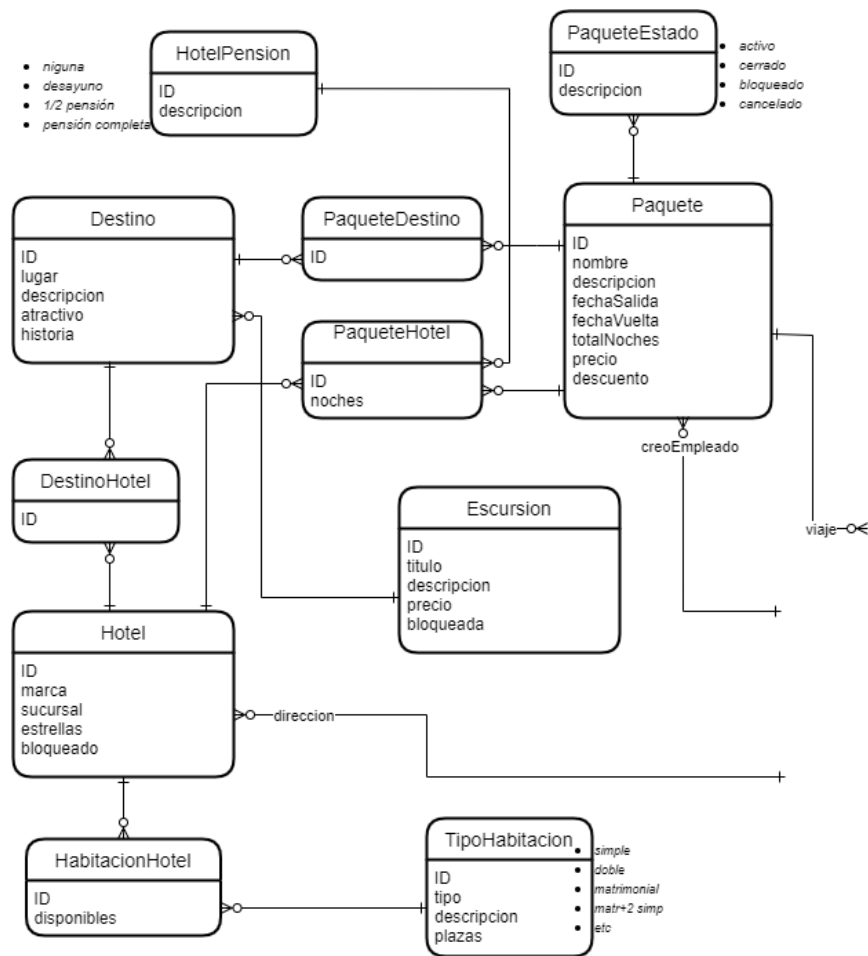 HotelPension
ID
descripcion
niguna
desayuno
1/2 pensión
pensión completa
PaqueteEstado
ID
descripcion
activo
cerrado
bloqueado
cancelado
Destino
ID
lugar
descripcion
atractivo
historia
PaqueteDestino
ID
Paquete
ID
nombre
descripcion
fechaSalida
fechaVuelta
totalNoches
precio
descuento
PaqueteHotel
ID
noches
creoEmpleado
DestinoHotel
ID
Escursion
ID
titulo
descripcion
precio
bloqueada
viaje
Hotel
ID
marca
sucursal
estrellas
bloqueado
direccion
HabitacionHotel
ID
disponibles
TipoHabitacion
ID
tipo
descripcion
plazas
simple
doble
matrimonial
matr+2 simp
etc